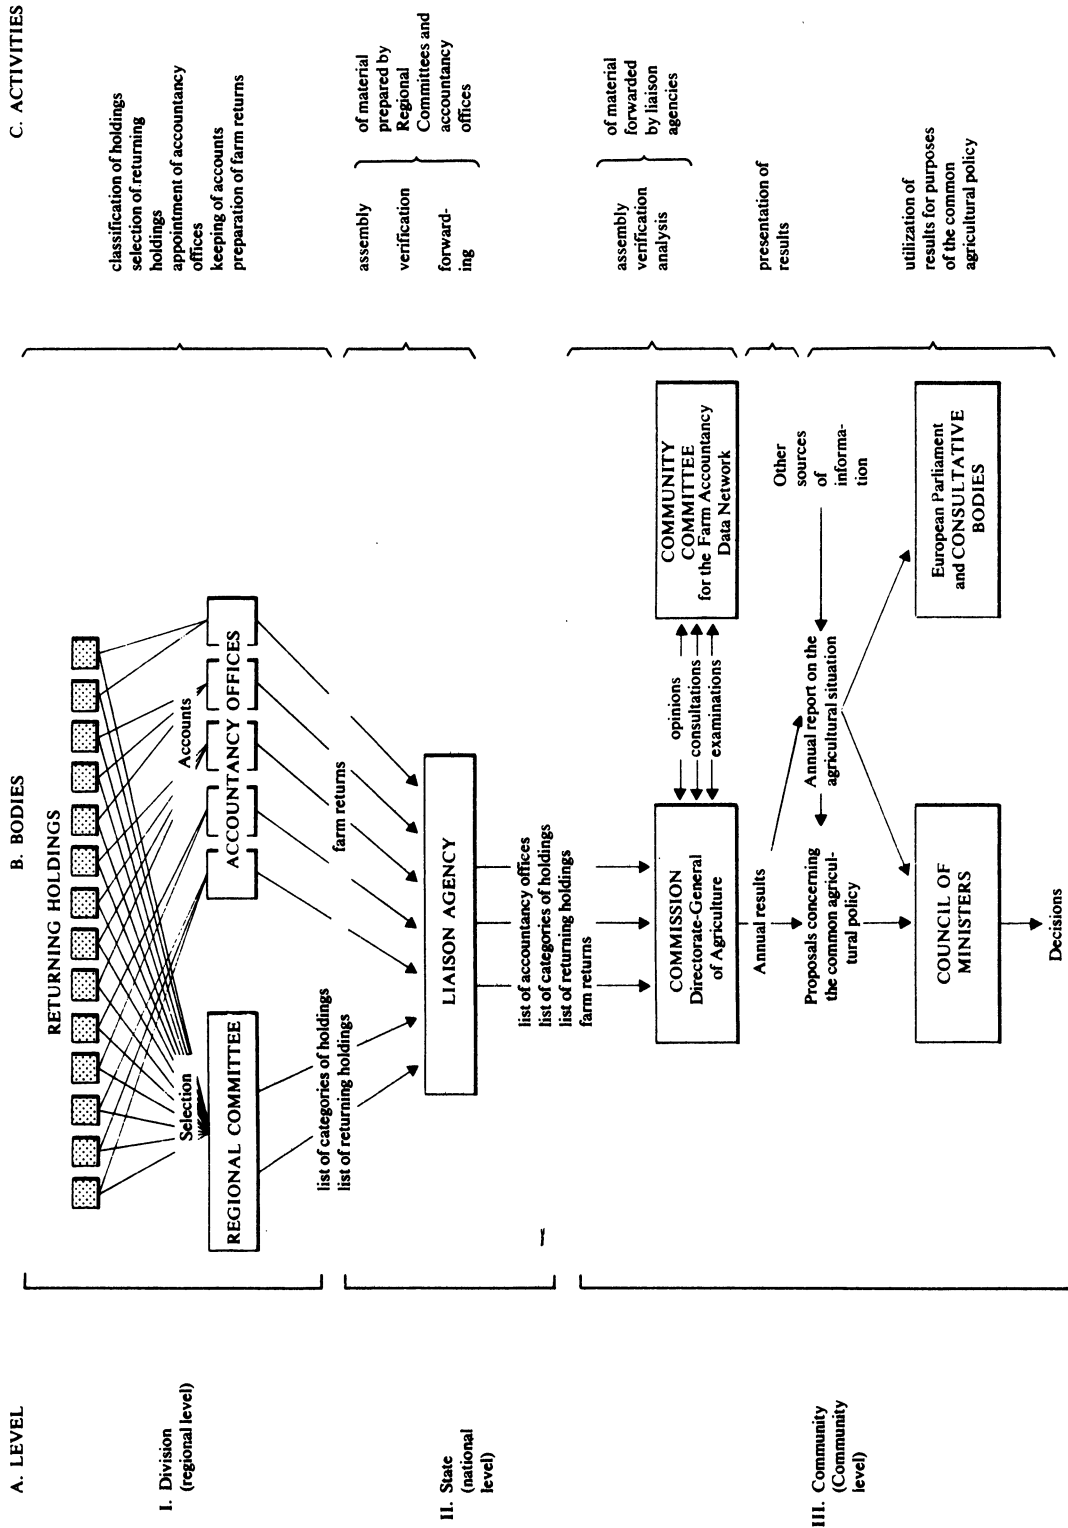 A. LEVEL
B. BODIES
C. ACTIVITIES
I. Division
(regional level)
RETURNING HOLDINGS
Selection
Accounts
REGIONAL COMMITTEE
ACCOUNTANCY OFFICES
classification of holdings
selection of returning
holdings
appointment of accountancy
offices
keeping of accounts
preparation of farm returns
list of categories of holdings
list of returning holdings
farm returns
II. State
(national
level)
LIAISON AGENCY
assembly
verification
forward-
ing
of material
prepared by
Regional
Committees and
accountancy
offices
list of accountancy offices
list of categories of holdings
list of returning holdings
farm returns
III. Community
(Community
level)
COMMISSION
Directorate-General
of Agriculture
opinions
consultations
examinations
COMMUNITY
COMMITTEE
for the Farm Accountancy
Data Network
assembly
verification
analysis
of material
forwarded
by liaison
agencies
Annual results
presentation of
results
Proposals concerning
the common agricul-
tural policy
Annual report on the
agricultural situation
Other
sources
of
informa-
tion
COUNCIL OF
MINISTERS
European Parliament
and CONSULTATIVE
BODIES
utilization of
results for purposes
of the common
agricultural policy
Decisions